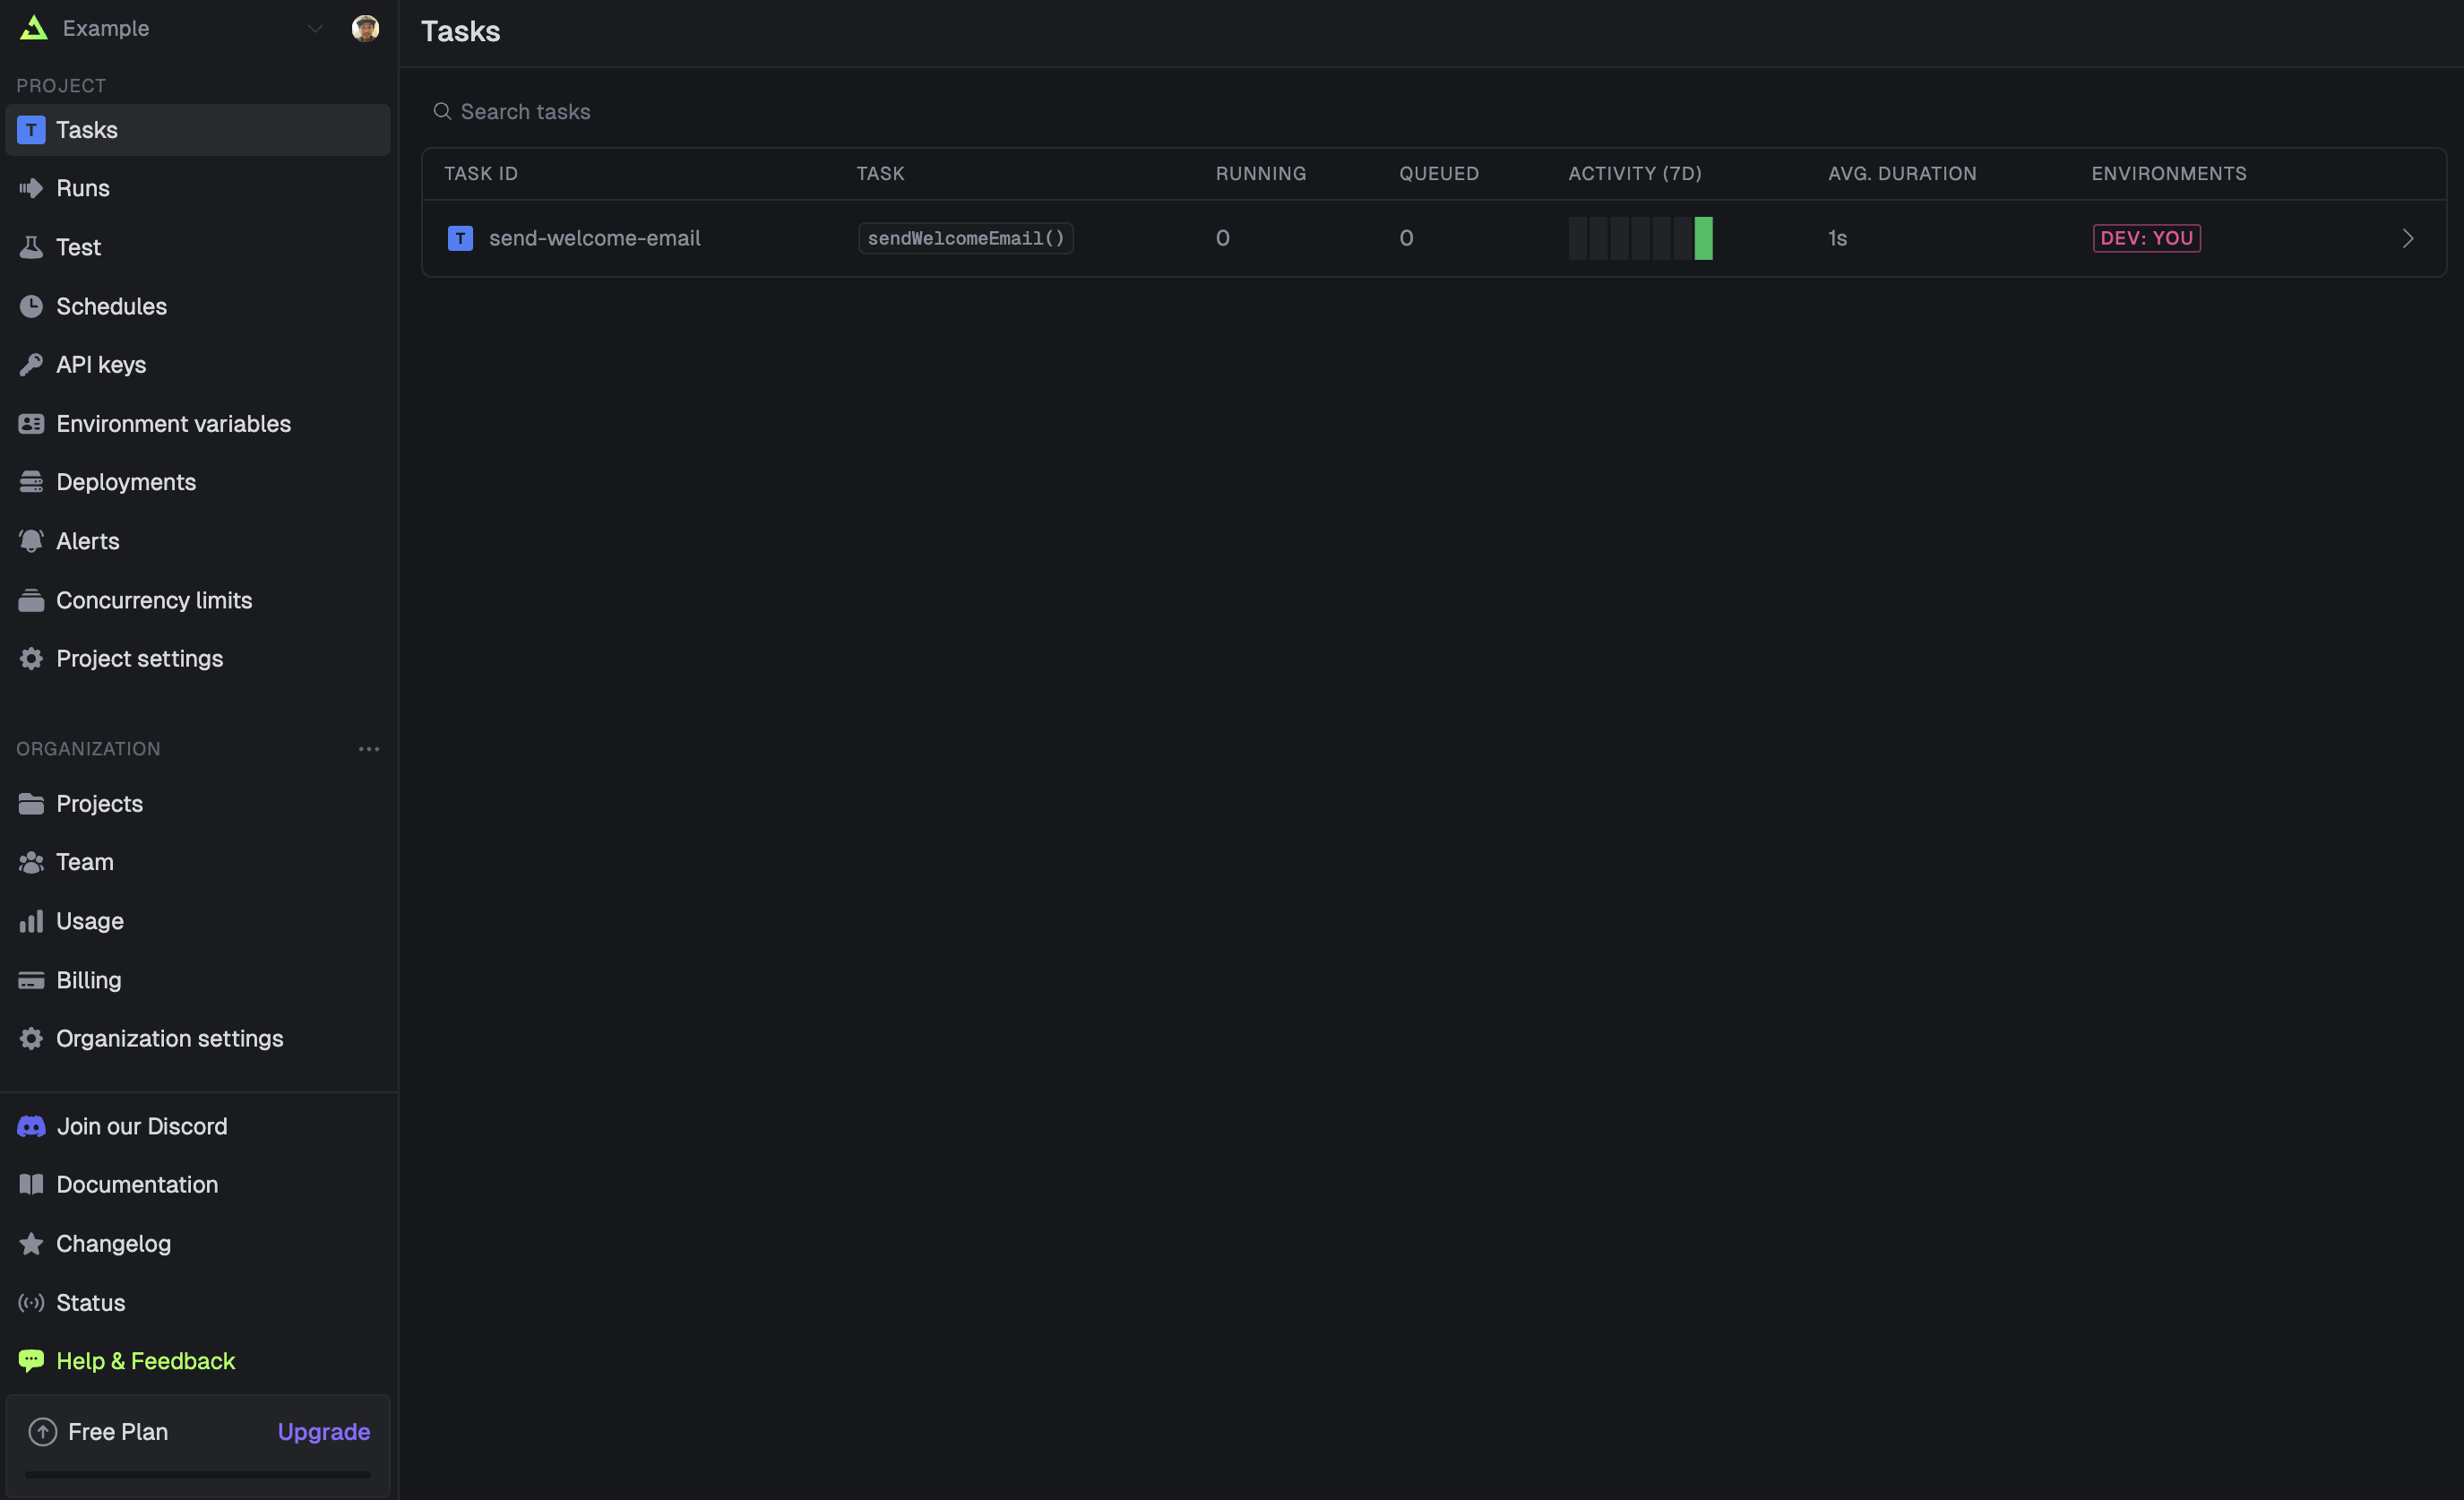 Example
PROJECT
T Tasks
Runs
Test
Schedules
API keys
Environment variables
Deployments
Alerts
Concurrency limits
Project settings
ORGANIZATION
Projects
Team
Usage
Billing
Organization settings
Join our Discord
Documentation
Changelog
Status
Help & Feedback
Free Plan Upgrade
Tasks
Search tasks
TASK ID TASK RUNNING QUEUED ACTIVITY (7D) AVG. DURATION ENVIRONMENTS
T send-welcome-email sendWelcomeEmail() 0 0 1s DEV: YOU